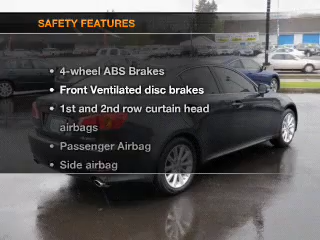 SAFETY FEATURES
• 4-wheel ABS Brakes
• Front Ventilated disc brakes
• 1st and 2nd row curtain head
airbags
• Passenger Airbag
• Side airbag